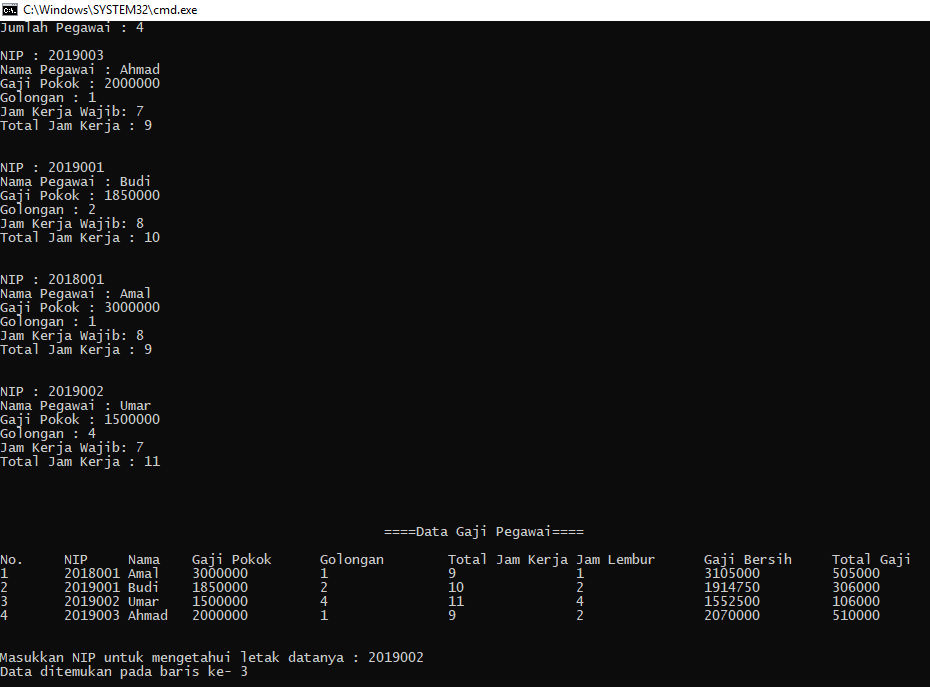 C:\Windows\SYSTEM32\cmd.exe
Jumlah Pegawai : 4
NIP : 2019003
Nama Pegawai : Ahmad
Gaji Pokok : 2000000
Golongan : 1
Jam Kerja Wajib: 7
Total Jam Kerja : 9
NIP : 2019001
Nama Pegawai : Budi
Gaji Pokok : 1850000
Golongan : 2
Jam Kerja Wajib: 8
Total Jam Kerja : 10
NIP : 2018001
Nama Pegawai : Amal
Gaji Pokok : 3000000
Golongan : 1
Jam Kerja Wajib: 8
Total Jam Kerja : 9
NIP : 2019002
Nama Pegawai : Umar
Gaji Pokok : 1500000
Golongan : 4
Jam Kerja Wajib: 7
Total Jam Kerja : 11
====Data Gaji Pegawai====
No. NIP Nama Gaji Pokok Golongan Total Jam Kerja Jam Lembur Gaji Bersih Total Gaji
1 2018001 Amal 3000000 1 9 1 3105000 505000
2 2019001 Budi 1850000 2 10 2 1914750 306000
3 2019002 Umar 1500000 4 11 4 1552500 106000
4 2019003 Ahmad 2000000 1 9 2 2070000 510000
Masukkan NIP untuk mengetahui letak datanya : 2019002
Data ditemukan pada baris ke- 3